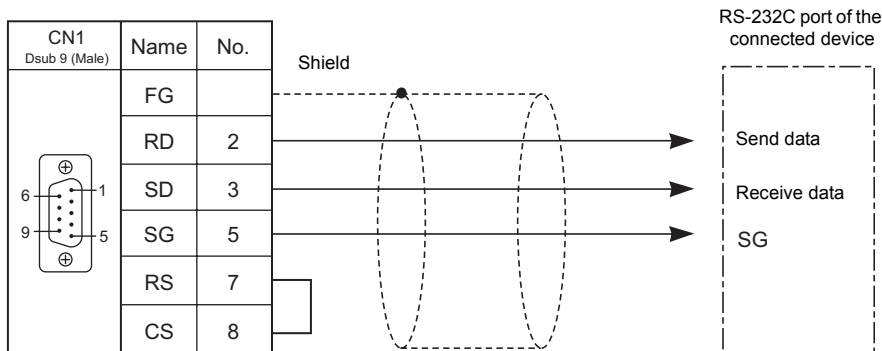 RS-232C port of the
connected device
CN1
Dsub 9 (Male)
Name
No.
Shield
FG
RD
2
Send data
SD
3
Receive data
SG
5
SG
RS
7
CS
8
6
1
9
5